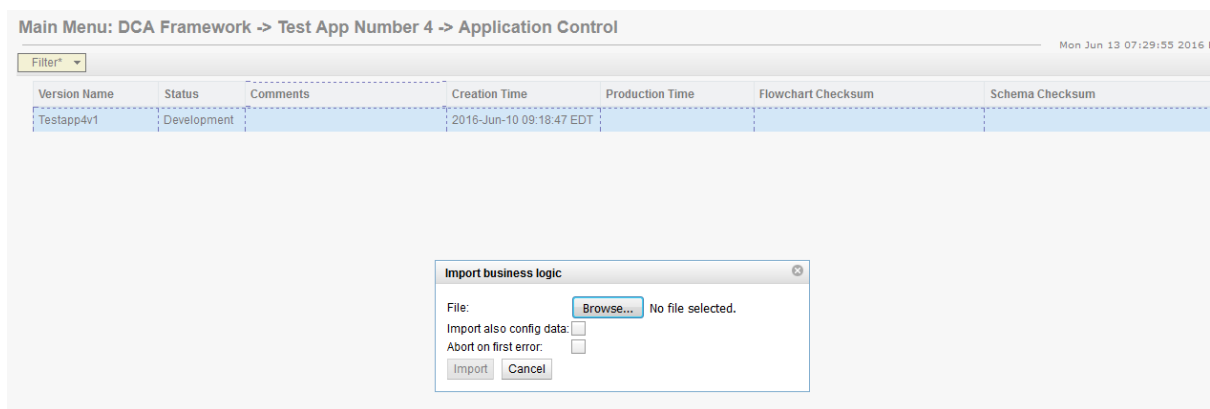 Main Menu: DCA Framework -> Test App Number 4 -> Application Control
Mon Jun 13 07:29:55 2016
Filter*
Version Name Status Comments Creation Time Production Time Flowchart Checksum Schema Checksum
Testapp4v1 Development 2016-Jun-10 09:18:47 EDT
Import business logic
File: Browse... No file selected.
Import also config data:
Abort on first error:
Import Cancel